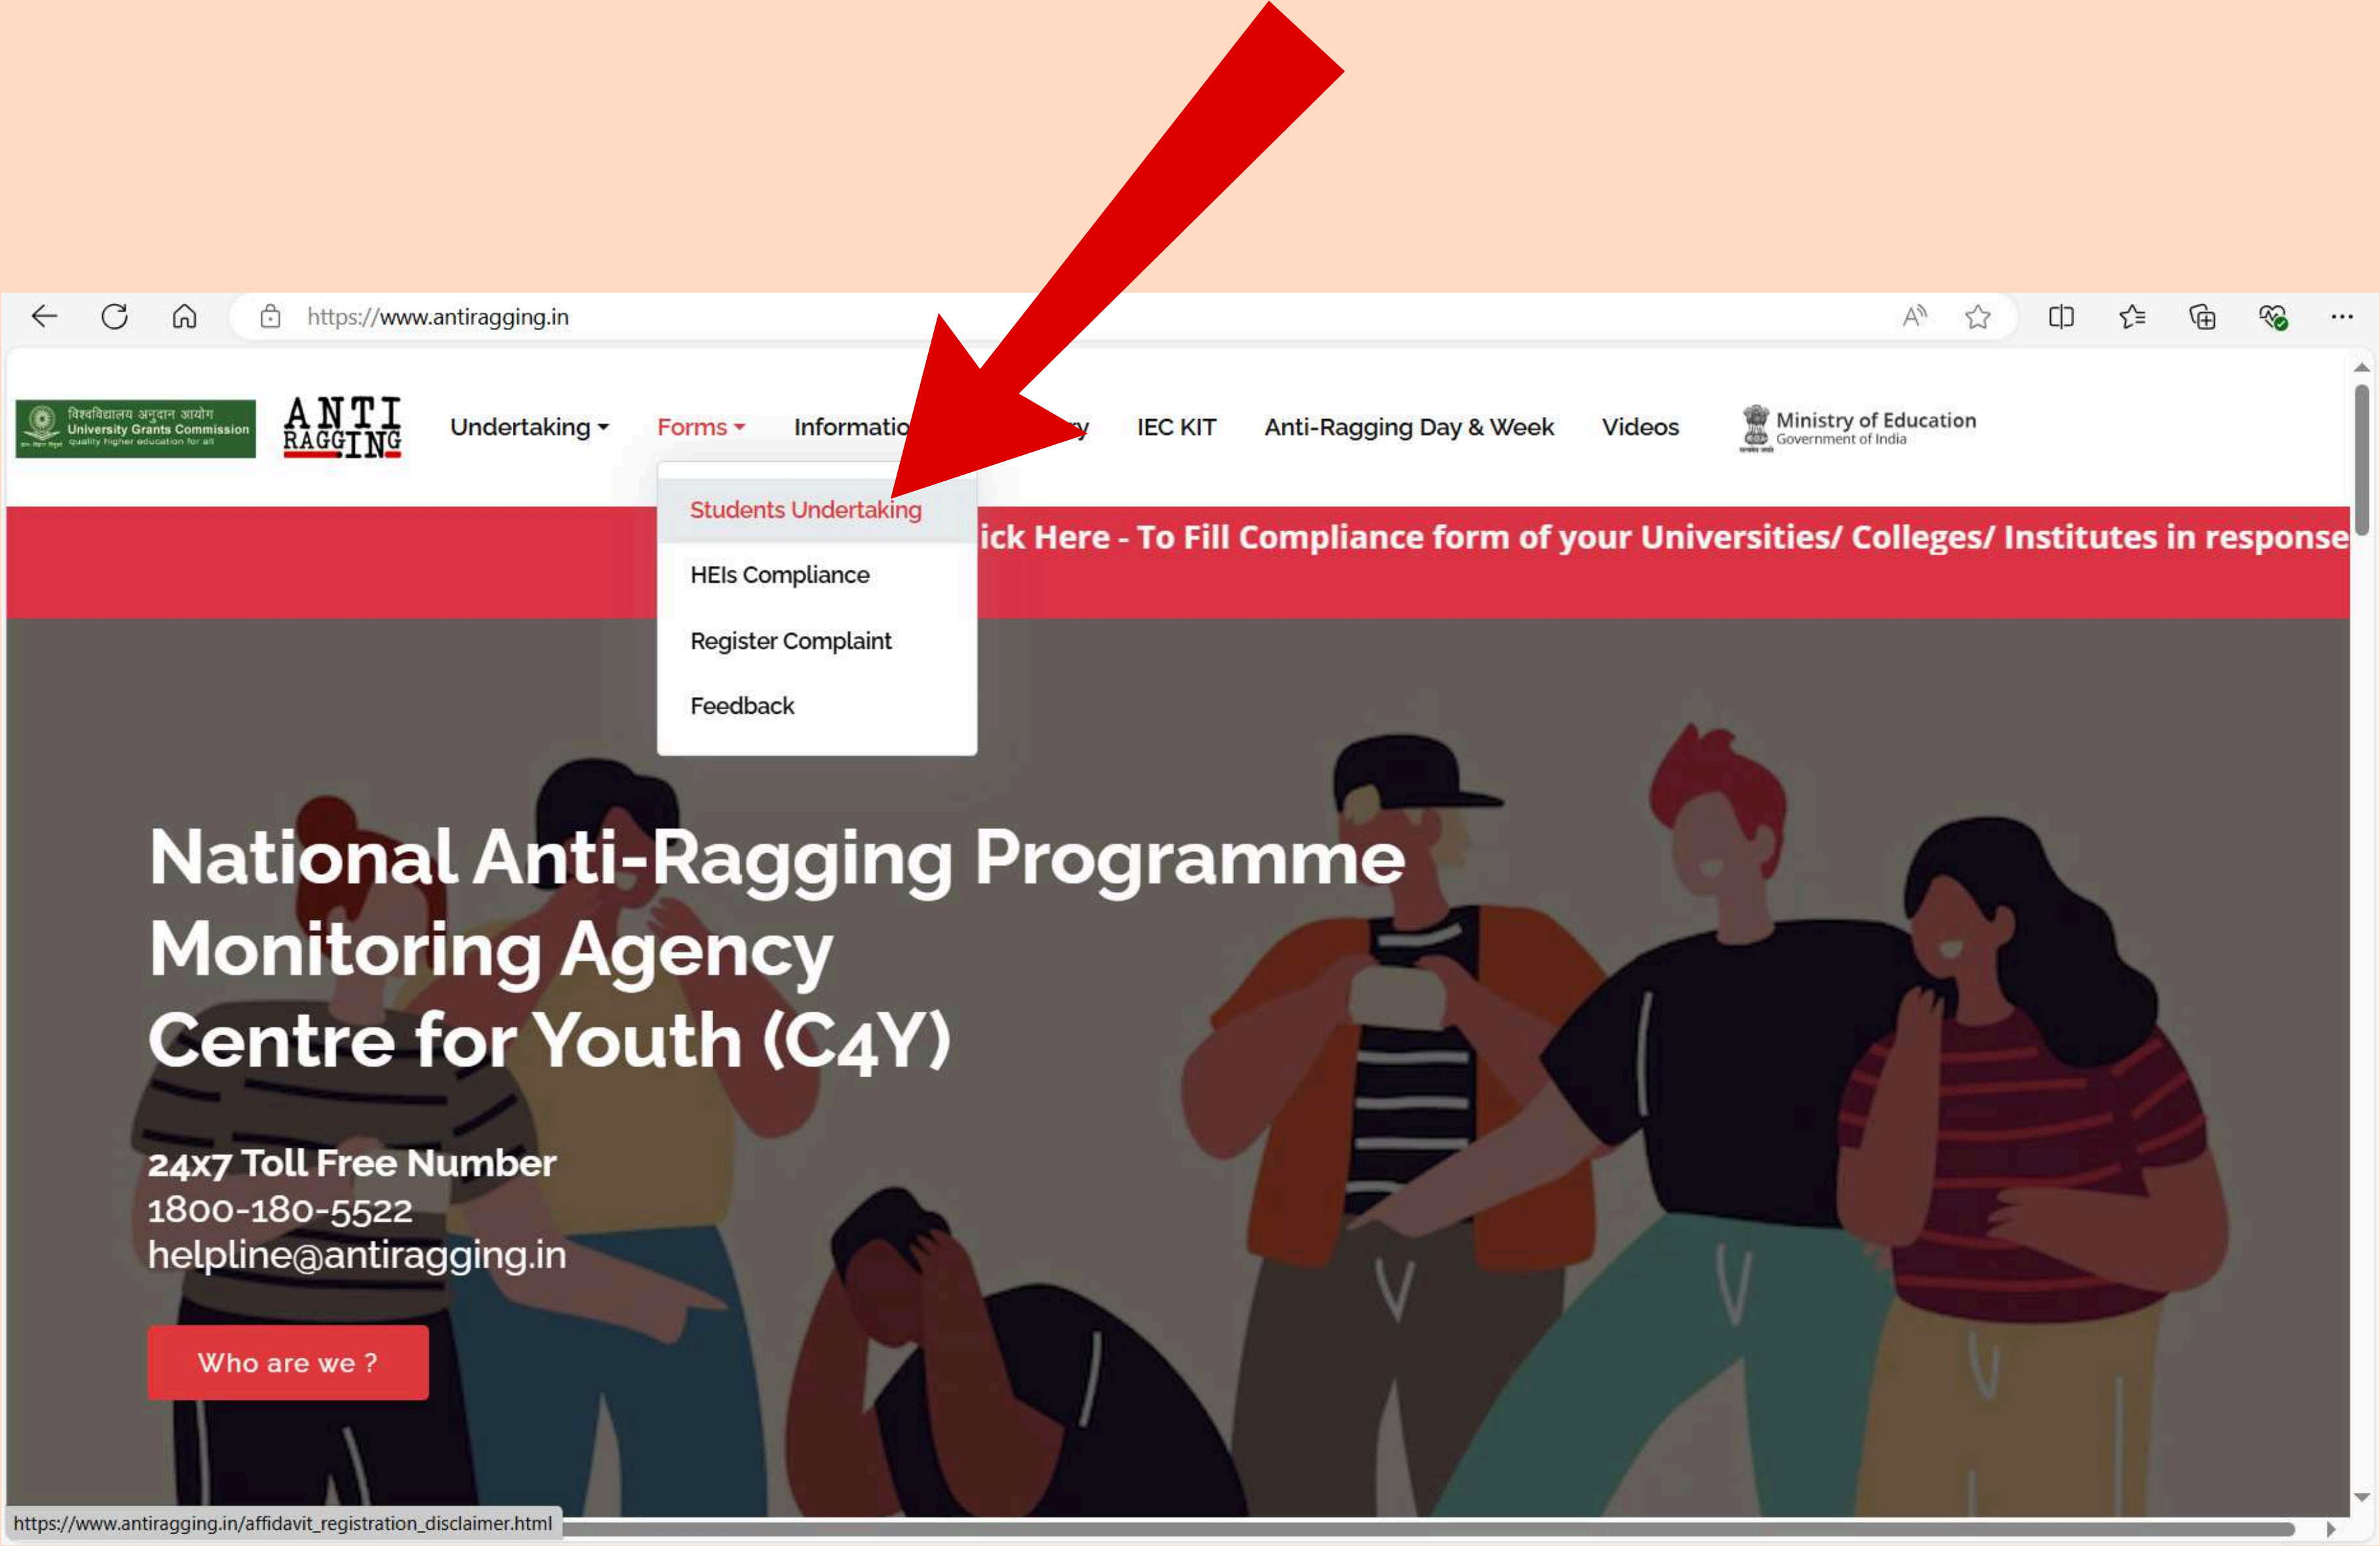 https://www.antiragging.in
विश्वविद्यालय अनुदान आयोग
University Grants Commission
quality higher education for all
ANTI
RAGGING
Undertaking
Forms
Informatio
y
IEC KIT
Anti-Ragging Day & Week
Videos
Ministry of Education
Government of India
सत्यमेव जयते
Students Undertaking
HEIs Compliance
Register Complaint
Feedback
ick Here - To Fill Compliance form of your Universities/ Colleges/ Institutes in response
National Anti-Ragging Programme
Monitoring Agency
Centre for Youth (C4Y)
24x7 Toll Free Number
1800-180-5522
helpline@antiragging.in
Who are we ?
https://www.antiragging.in/affidavit_registration_disclaimer.html